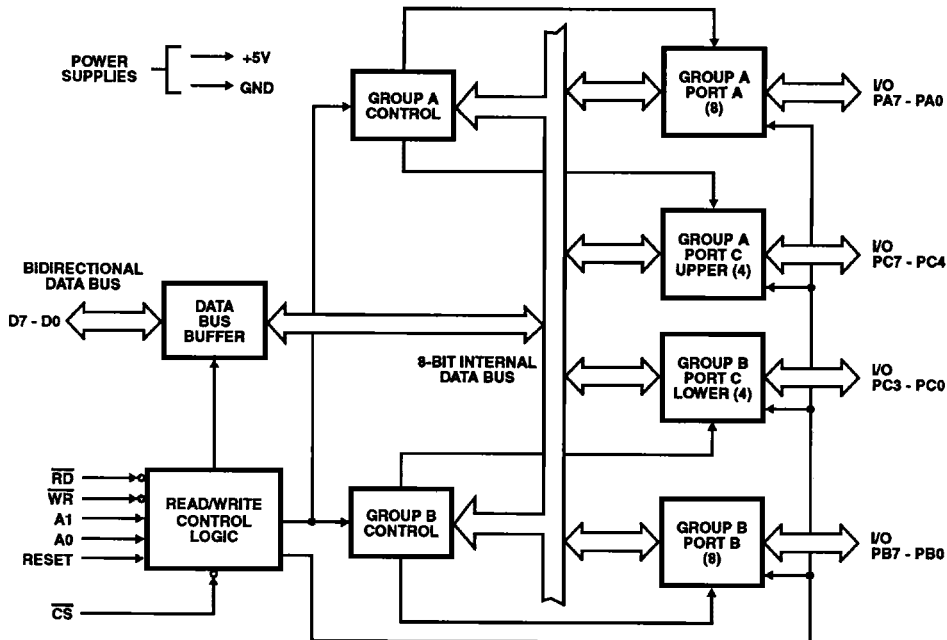 POWER
SUPPLIES
+5V
GND
GROUP A
CONTROL
GROUP A
PORT A
(8)
I/O
PA7 - PA0
GROUP A
PORT C
UPPER (4)
I/O
PC7 - PC4
BIDIRECTIONAL
DATA BUS
D7 - D0
DATA
BUS
BUFFER
8-BIT INTERNAL
DATA BUS
GROUP B
PORT C
LOWER (4)
I/O
PC3 - PC0
RD
WR
A1
A0
RESET
CS
READ/WRITE
CONTROL
LOGIC
GROUP B
CONTROL
GROUP B
PORT B
(8)
I/O
PB7 - PB0